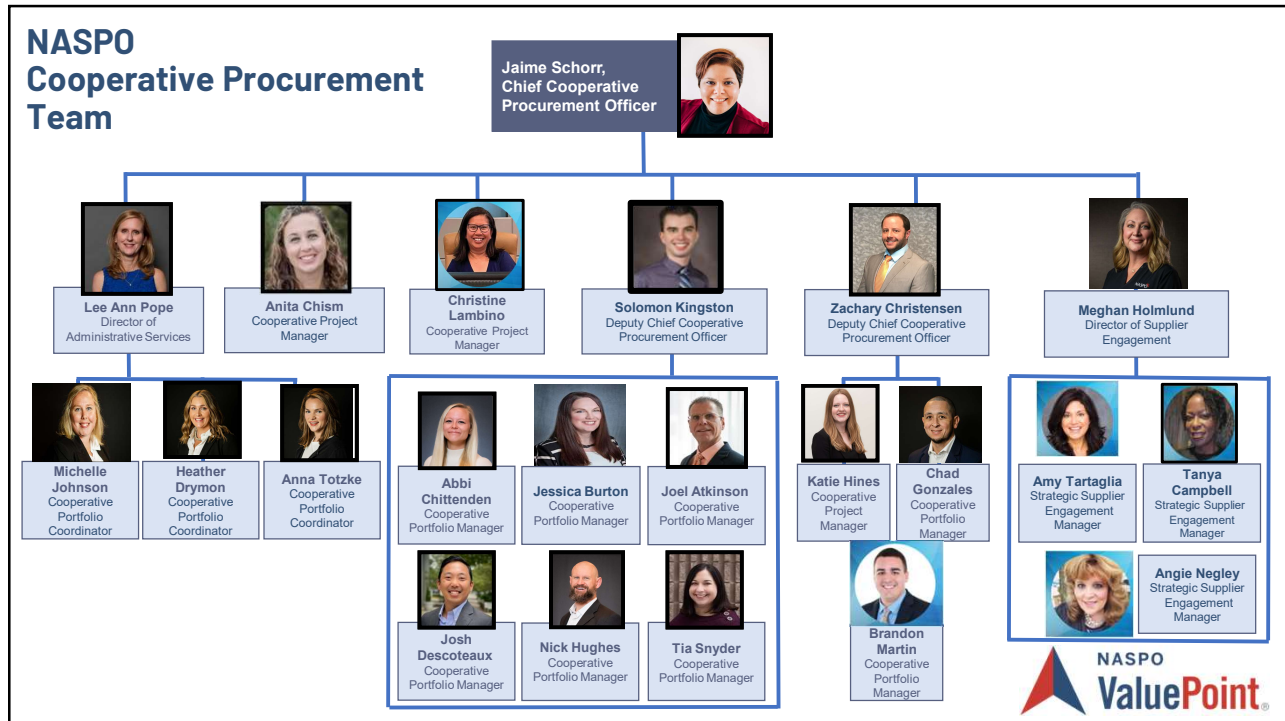 NASPO
Cooperative Procurement
Team
Jaime Schorr,
Chief Cooperative
Procurement Officer
Lee Ann Pope
Director of
Administrative Services
Anita Chism
Cooperative Project
Manager
Christine
Lambino
Cooperative Project
Manager
Solomon Kingston
Deputy Chief Cooperative
Procurement Officer
Zachary Christensen
Deputy Chief Cooperative
Procurement Officer
NASPO
Meghan Holmlund
Director of Supplier
Engagement
Michelle
Johnson
Cooperative
Portfolio
Coordinator
Heather
Drymon
Cooperative
Portfolio
Coordinator
Anna Totzke
Cooperative
Portfolio
Coordinator
Abbi
Chittenden
Cooperative
Portfolio Manager
Jessica Burton
Cooperative
Portfolio Manager
Joel Atkinson
Cooperative
Portfolio Manager
Josh
Descoteaux
Cooperative
Portfolio Manager
Nick Hughes
Cooperative
Portfolio Manager
Tia Snyder
Cooperative
Portfolio Manager
Katie Hines
Cooperative
Project
Manager
Chad
Gonzales
Cooperative
Portfolio
Manager
Brandon
Martin
Cooperative
Portfolio
Manager
Amy Tartaglia
Strategic Supplier
Engagement
Manager
Tanya
Campbell
Strategic Supplier
Engagement
Manager
Angie Negley
Strategic Supplier
Engagement
Manager
NASPO
ValuePoint®